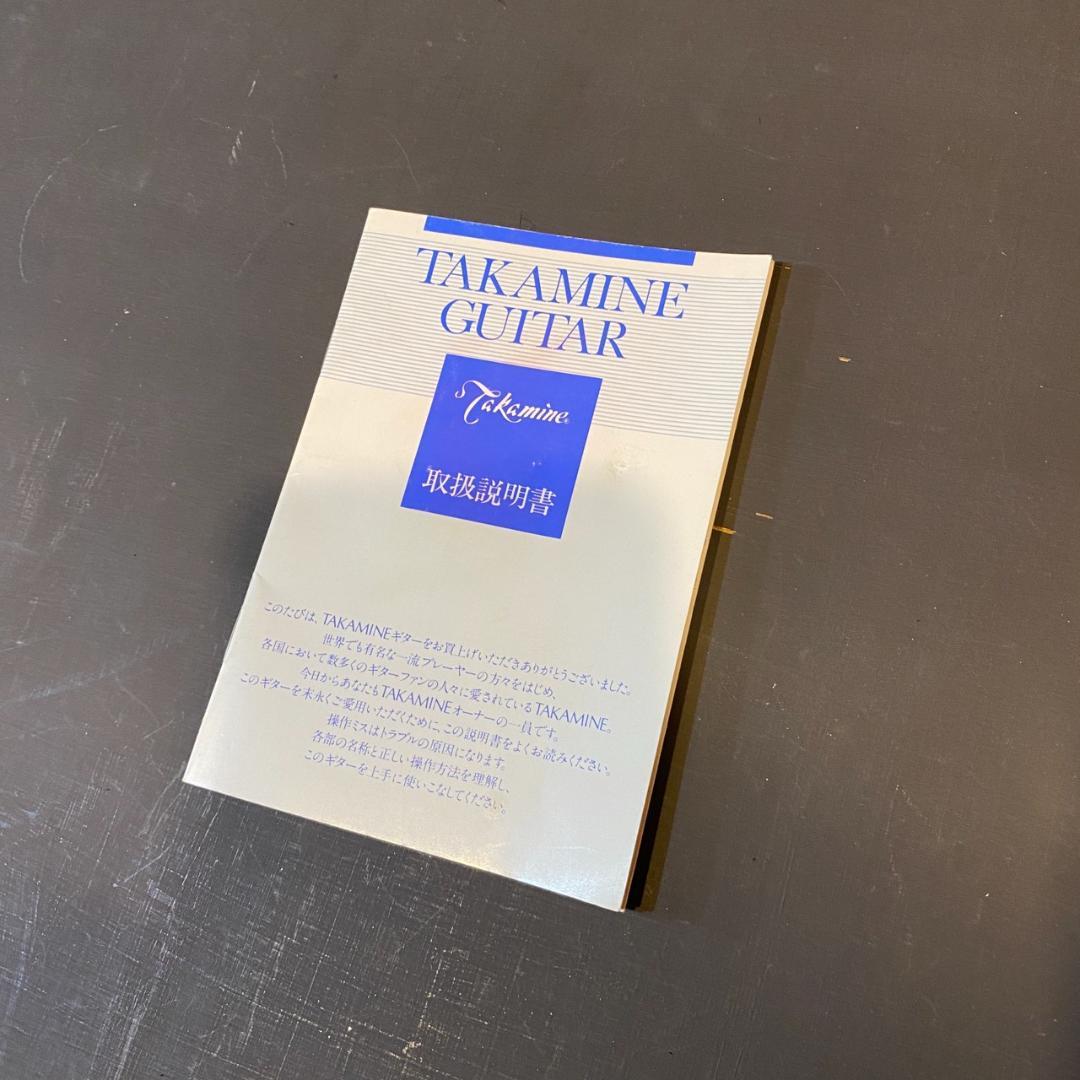 TAKAMINE
GUITAR
Takamine®
取扱説明書
このたびは、TAKAMINEギターをお買上げいただきありがとうございました。
世界でも有名な一流プレーヤーの方々をはじめ、
各国において数多くのギターファンの人々に愛されているTAKAMINE。
今日からあなたもTAKAMINEオーナーの一員です。
このギターを末永くご愛用いただくために、この説明書をよくお読みください。
操作ミスはトラブルの原因になります。
各部の名称と正しい操作方法を理解し、
このギターを上手に使いこなしてください。